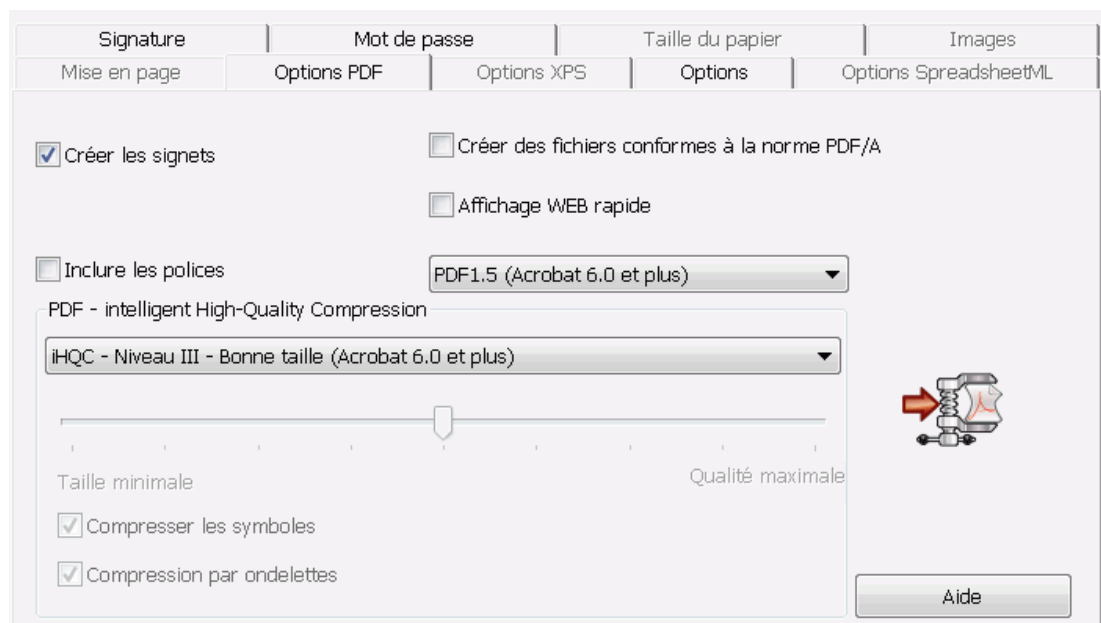 Signature Mot de passe Taille du papier Images
Mise en page Options PDF Options XPS Options Options SpreadsheetML
Créer les signets
Créer des fichiers conformes à la norme PDF/A
Affichage WEB rapide
Inclure les polices
PDF1.5 (Acrobat 6.0 et plus)
PDF - intelligent High-Quality Compression
iHQC - Niveau III - Bonne taille (Acrobat 6.0 et plus)
Taille minimale
Qualité maximale
Compresser les symboles
Compression par ondelettes
Aide